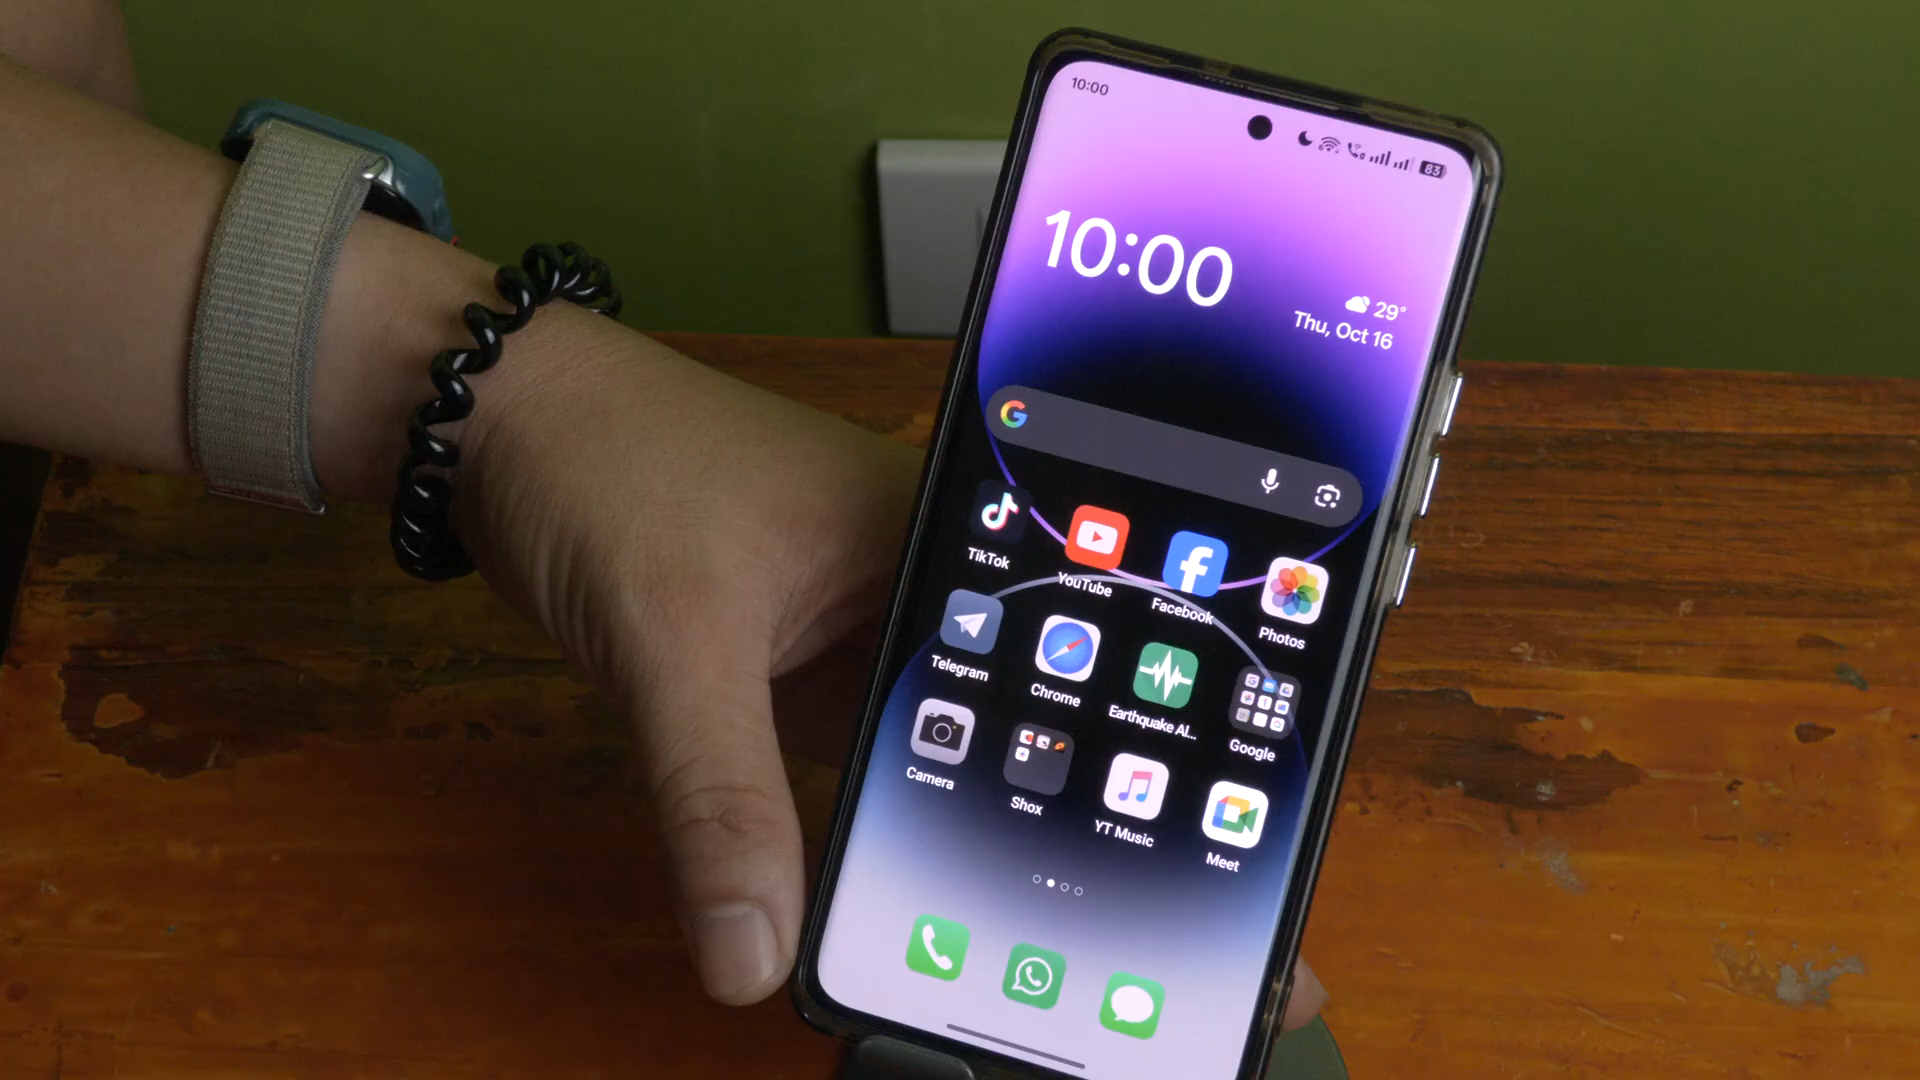 10:00
83
10:00
29°
Thu, Oct 16
TikTok
YouTube
Facebook
Photos
Telegram
Chrome
Earthquake Al...
Google
Camera
Shox
YT Music
Meet